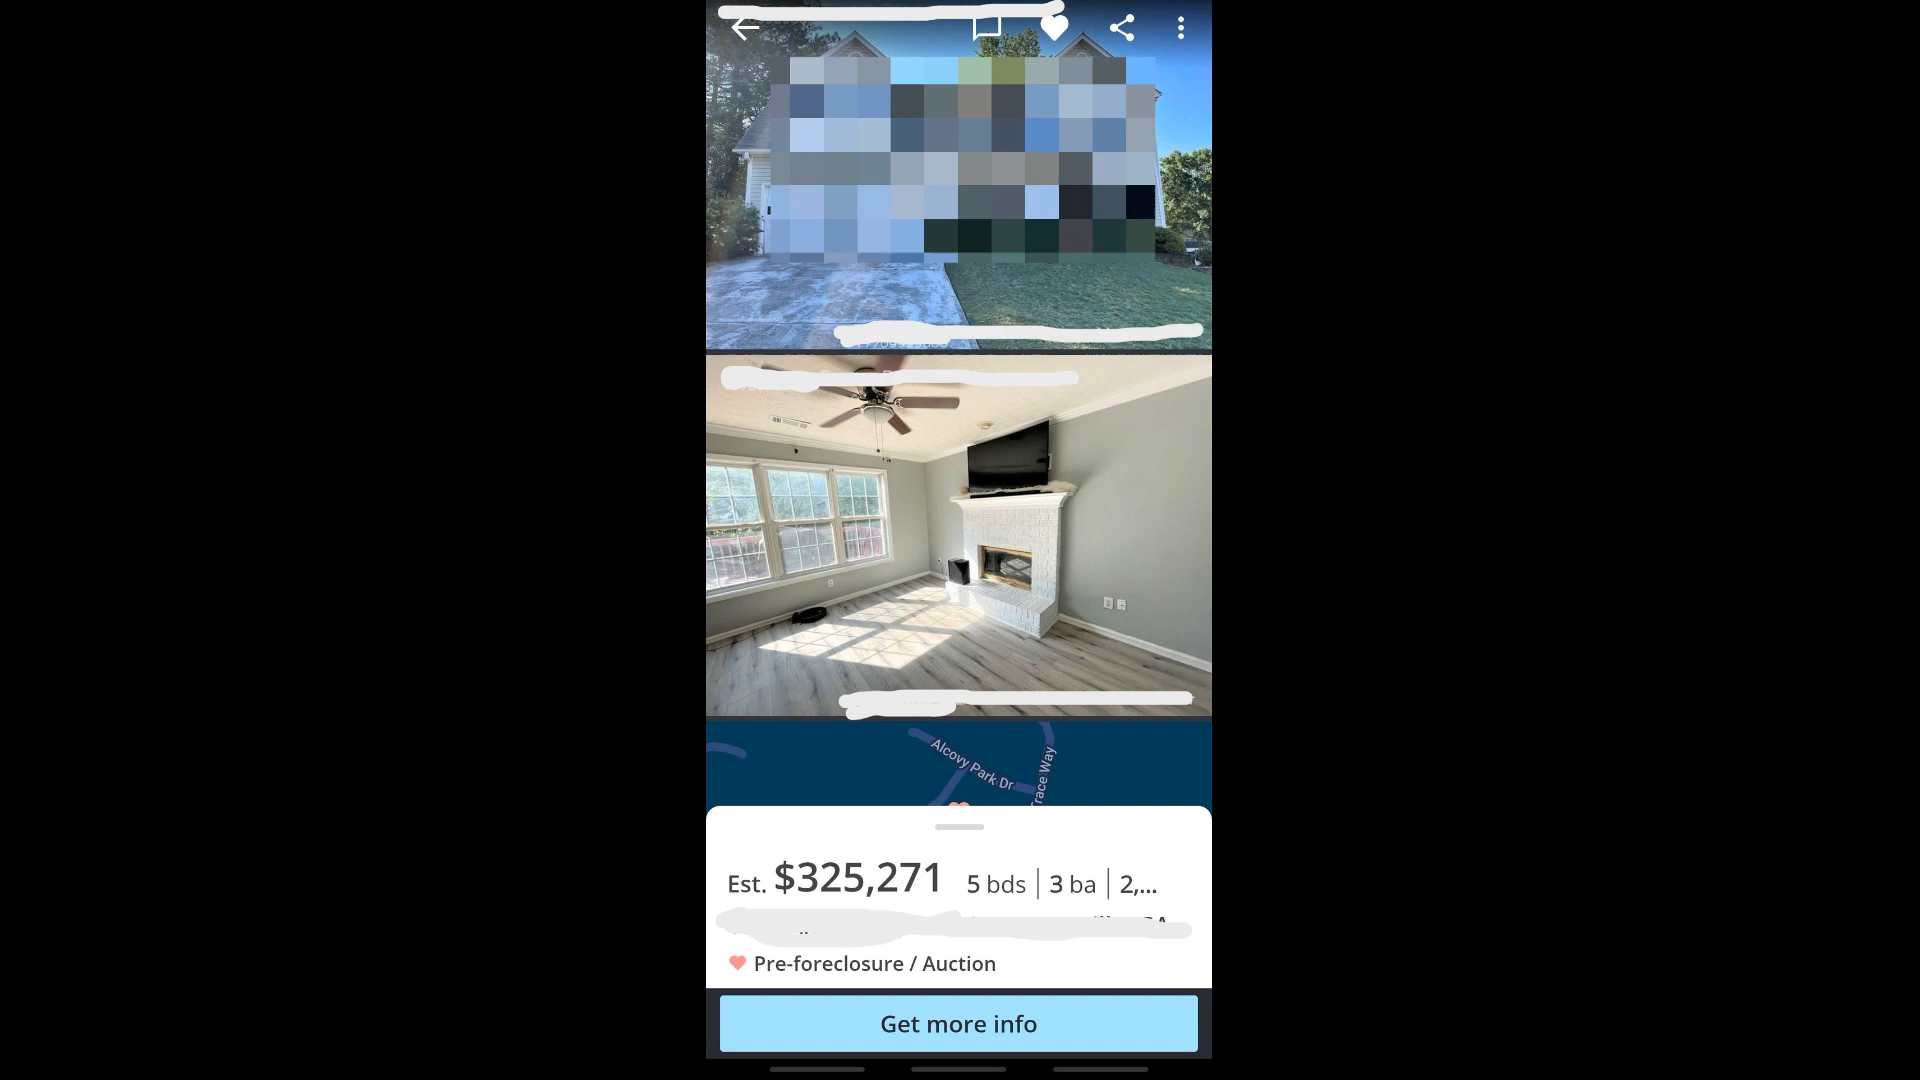 Alcovy Park Dr
Trace Way
Est. $325,271 5 bds | 3 ba | 2,...
Pre-foreclosure / Auction
Get more info